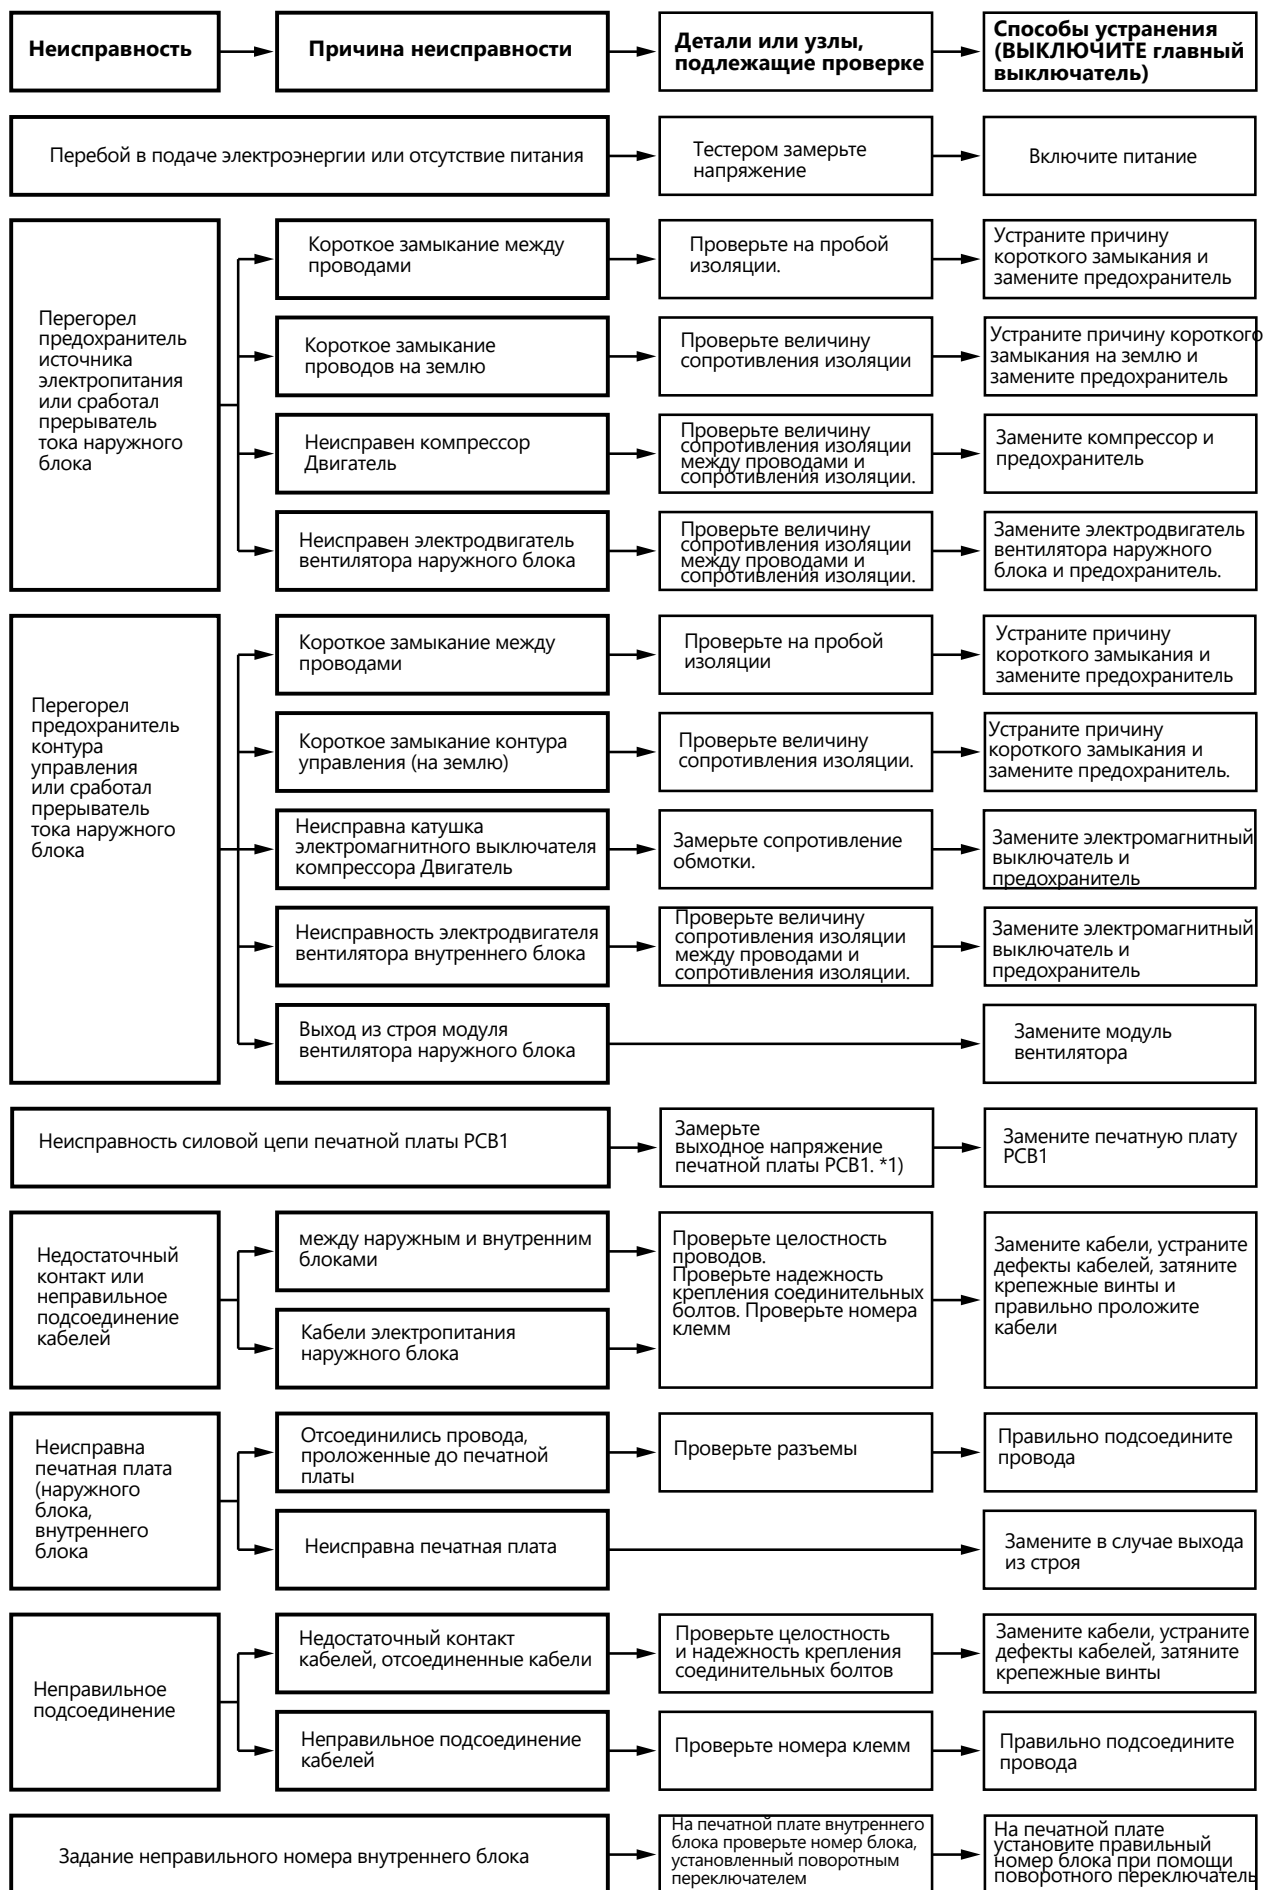 Неисправность
Причина неисправности
Детали или узлы,
подлежащие проверке
Способы устранения
(ВЫКЛЮЧИТЕ главный
выключатель)
Перебой в подаче электроэнергии или отсутствие питания
Тестером замерьте
напряжение
Включите питание
Перегорел
предохранитель
источника
электропитания
или сработал
прерыватель
тока наружного
блока
Короткое замыкание между
проводами
Проверьте на пробой
изоляции.
Устраните причину
короткого замыкания и
замените предохранитель
Короткое замыкание
проводов на землю
Проверьте величину
сопротивления изоляции
Устраните причину короткого
замыкания на землю и
замените предохранитель
Неисправен компрессор
Двигатель
Проверьте величину
сопротивления изоляции
между проводами и
сопротивления изоляции.
Замените компрессор и
предохранитель
Неисправен электродвигатель
вентилятора наружного блока
Проверьте величину
сопротивления изоляции
между проводами и
сопротивления изоляции.
Замените электродвигатель
вентилятора наружного
блока и предохранитель.
Перегорел
предохранитель
контура
управления
или сработал
прерыватель
тока наружного
блока
Короткое замыкание между
проводами
Проверьте на пробой
изоляции
Устраните причину
короткого замыкания и
замените предохранитель
Короткое замыкание контура
управления (на землю)
Проверьте величину
сопротивления изоляции.
Устраните причину
короткого замыкания и
замените предохранитель.
Неисправна катушка
электромагнитного выключателя
компрессора Двигатель
Замерьте сопротивление
обмотки.
Замените электромагнитный
выключатель и
предохранитель
Неисправность электродвигателя
вентилятора внутреннего блока
Проверьте величину
сопротивления изоляции
между проводами и
сопротивления изоляции.
Замените электромагнитный
выключатель и
предохранитель
Выход из строя модуля
вентилятора наружного блока
Замените модуль
вентилятора
Неисправность силовой цепи печатной платы PCB1
Замерьте
выходное напряжение
печатной платы PCB1. *1)
Замените печатную плату
PCB1
Недостаточный
контакт или
неправильное
подсоединение
кабелей
между наружным и внутренним
блоками
Кабели электропитания
наружного блока
Проверьте целостность
проводов.
Проверьте надежность
крепления соединительных
болтов. Проверьте номера
клемм
Замените кабели, устраните
дефекты кабелей, затяните
крепежные винты и
правильно проложите
кабели
Неисправна
печатная плата
(наружного
блока,
внутреннего
блока
Отсоединились провода,
проложенные до печатной
платы
Проверьте разъемы
Правильно подсоедините
провода
Неисправна печатная плата
Замените в случае выхода
из строя
Неправильное
подсоединение
Недостаточный контакт
кабелей, отсоединенные кабели
Проверьте целостность
и надежность крепления
соединительных болтов
Замените кабели, устраните
дефекты кабелей, затяните
крепежные винты
Неправильное подсоединение
кабелей
Проверьте номера клемм
Правильно подсоедините
провода
Задание неправильного номера внутреннего блока
На печатной плате внутреннего
блока проверьте номер блока,
установленный поворотным
переключателем
На печатной плате
установите правильный
номер блока при помощи
поворотного переключатель